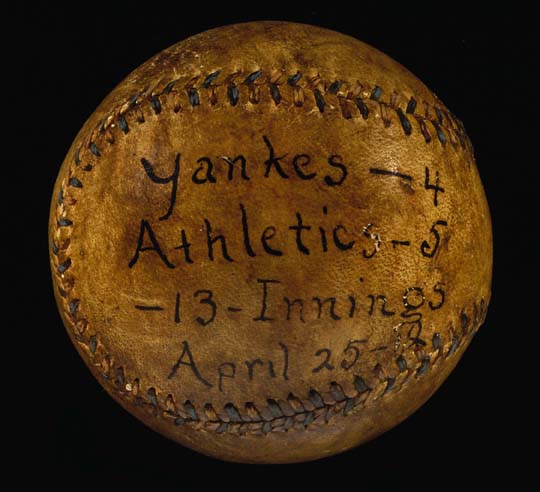 Yankes - 4
Athletics - 5
-13- Innings
April 25-